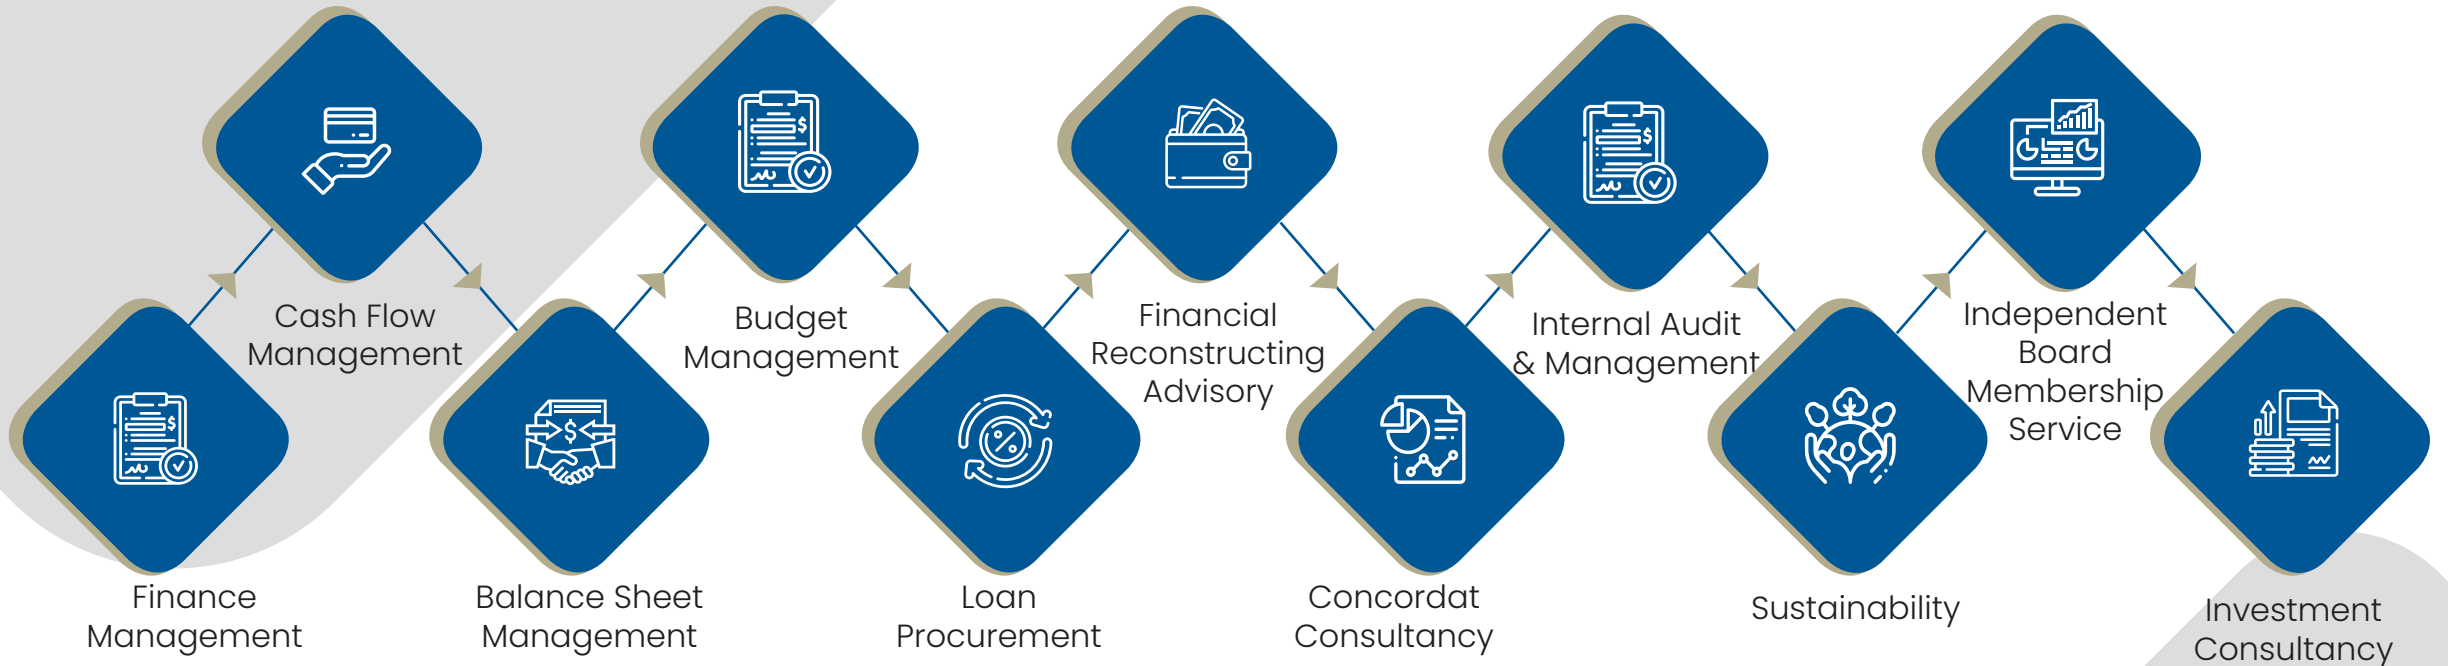 Finance
Management
Cash Flow
Management
Balance Sheet
Management
Budget
Management
Loan
Procurement
Financial
Reconstructing
Advisory
Concordat
Consultancy
Internal Audit
& Management
Sustainability
Independent
Board
Membership
Service
Investment
Consultancy